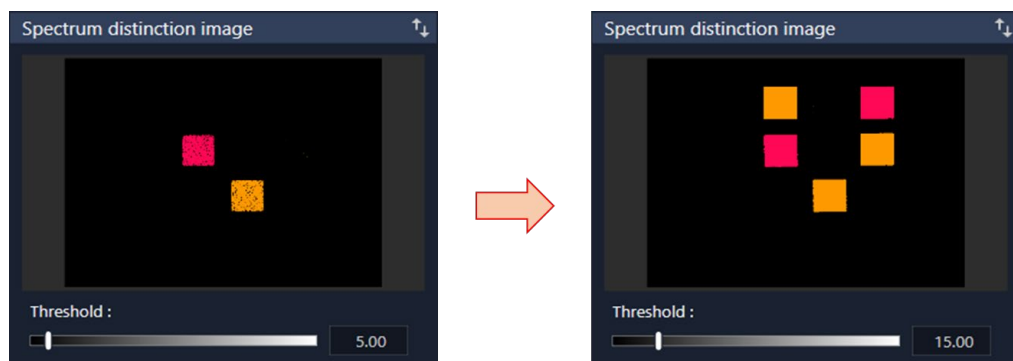 Spectrum distinction image
Threshold :
5.00
Spectrum distinction image
Threshold :
15.00